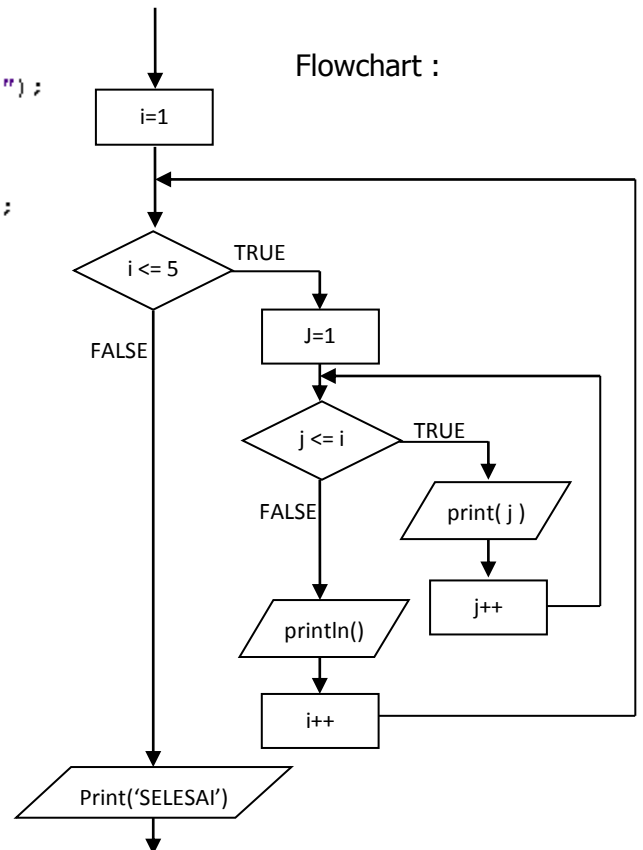 Flowchart :
");
i=1
;
i <= 5
TRUE
FALSE
J=1
j <= i
TRUE
FALSE
print( j )
j++
println()
i++
Print(‘SELESAI’)